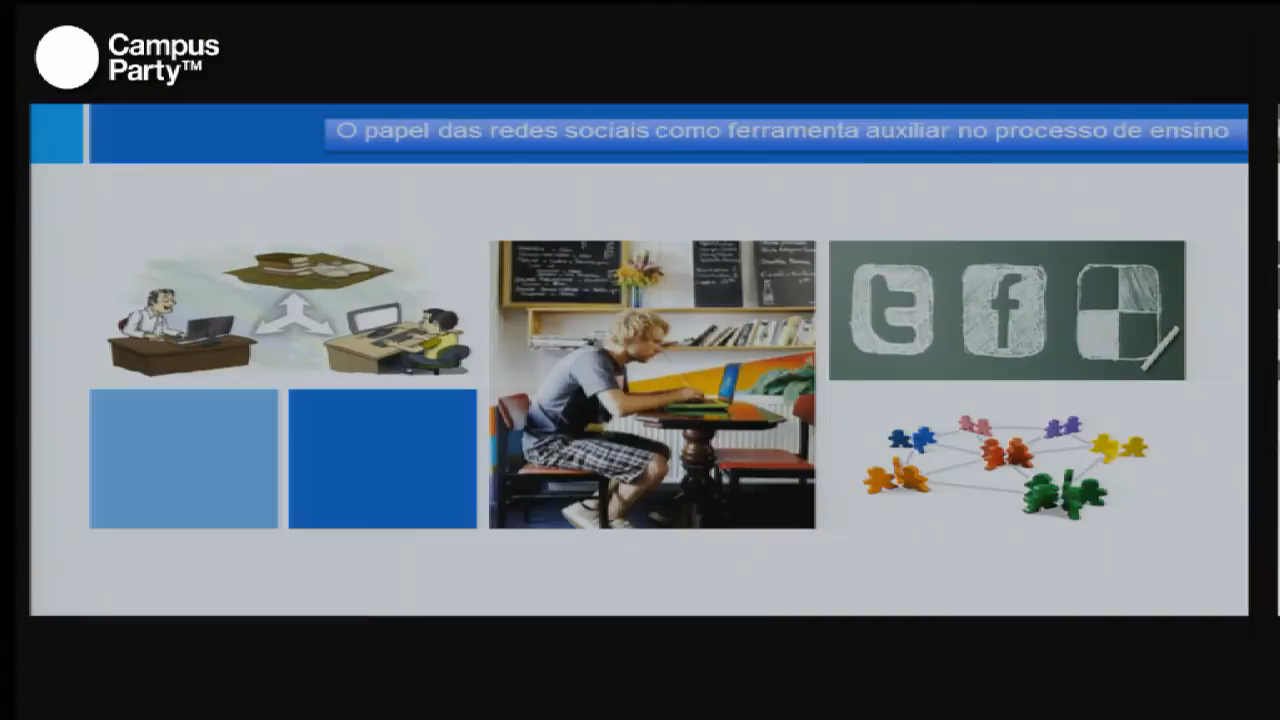 Campus
Party™
O papel das redes sociais como ferramenta auxiliar no processo de ensino
t
f